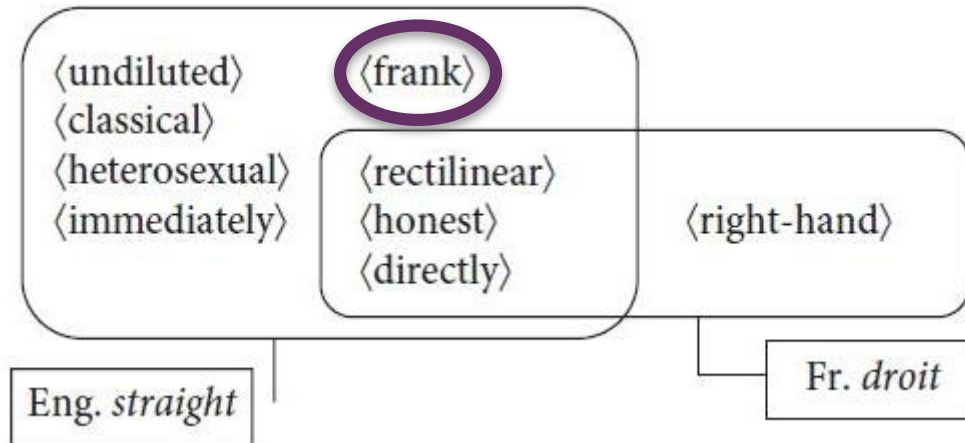 ⟨undiluted⟩ ⟨frank⟩
⟨classical⟩
⟨heterosexual⟩ ⟨rectilinear⟩
⟨immediately⟩ ⟨honest⟩ ⟨right-hand⟩
⟨directly⟩
Eng. straight
Fr. droit